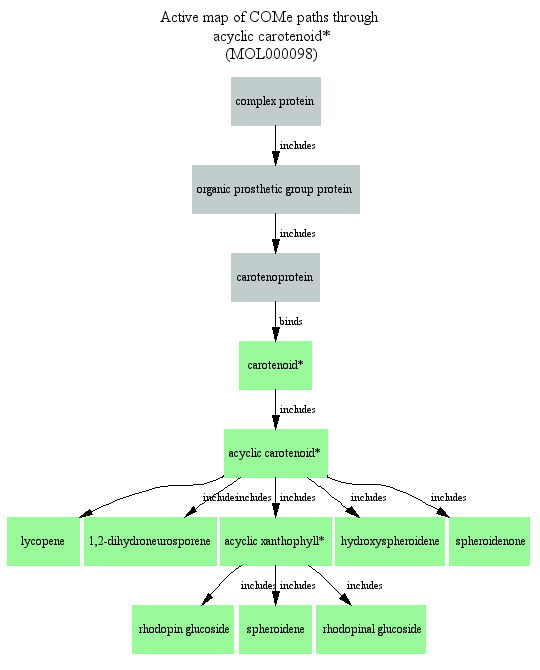 Active map of COMe paths through
acyclic carotenoid*
(MOL000098)
complex protein
includes
organic prosthetic group protein
includes
carotenoprotein
binds
carotenoid*
includes
acyclic carotenoid*
includes includes includes includes includes
lycopene 1,2-dihydroneurosporene acyclic xanthophyll* hydroxyspheroidene spheroidenone
includes includes includes
rhodopin glucoside spheroidene rhodopinal glucoside